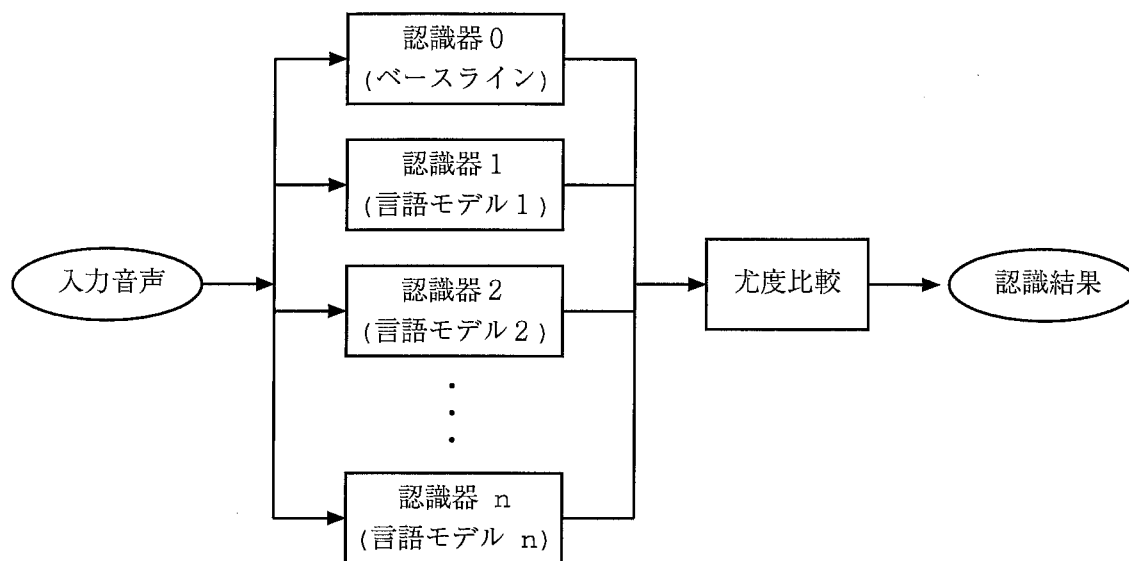 認識器0
(ベースライン)
認識器1
(言語モデル1)
入力音声
認識器2
(言語モデル2)
尤度比較
認識結果
認識器 n
(言語モデル n)